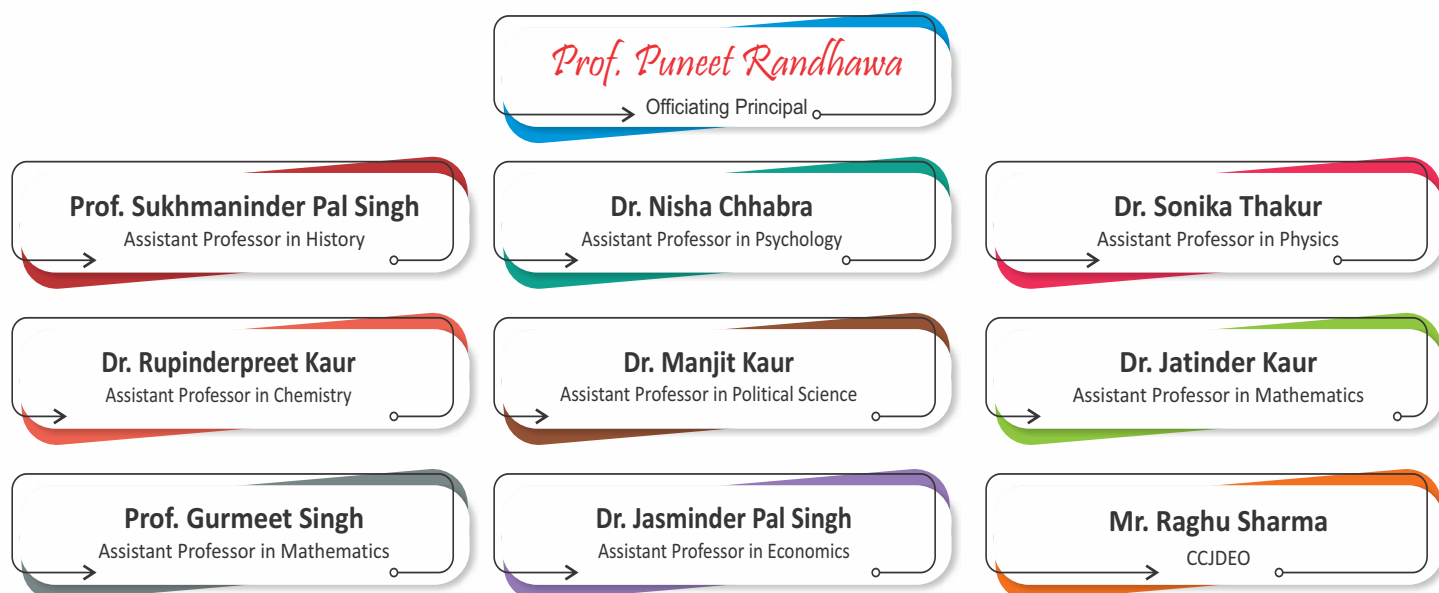 Prof. Puneet Randhawa
Officiating Principal
Prof. Sukhmaninder Pal Singh
Assistant Professor in History
Dr. Nisha Chhabra
Assistant Professor in Psychology
Dr. Sonika Thakur
Assistant Professor in Physics
Dr. Rupinderpreet Kaur
Assistant Professor in Chemistry
Dr. Manjit Kaur
Assistant Professor in Political Science
Dr. Jatinder Kaur
Assistant Professor in Mathematics
Prof. Gurmeet Singh
Assistant Professor in Mathematics
Dr. Jasminder Pal Singh
Assistant Professor in Economics
Mr. Raghu Sharma
CCJDEO